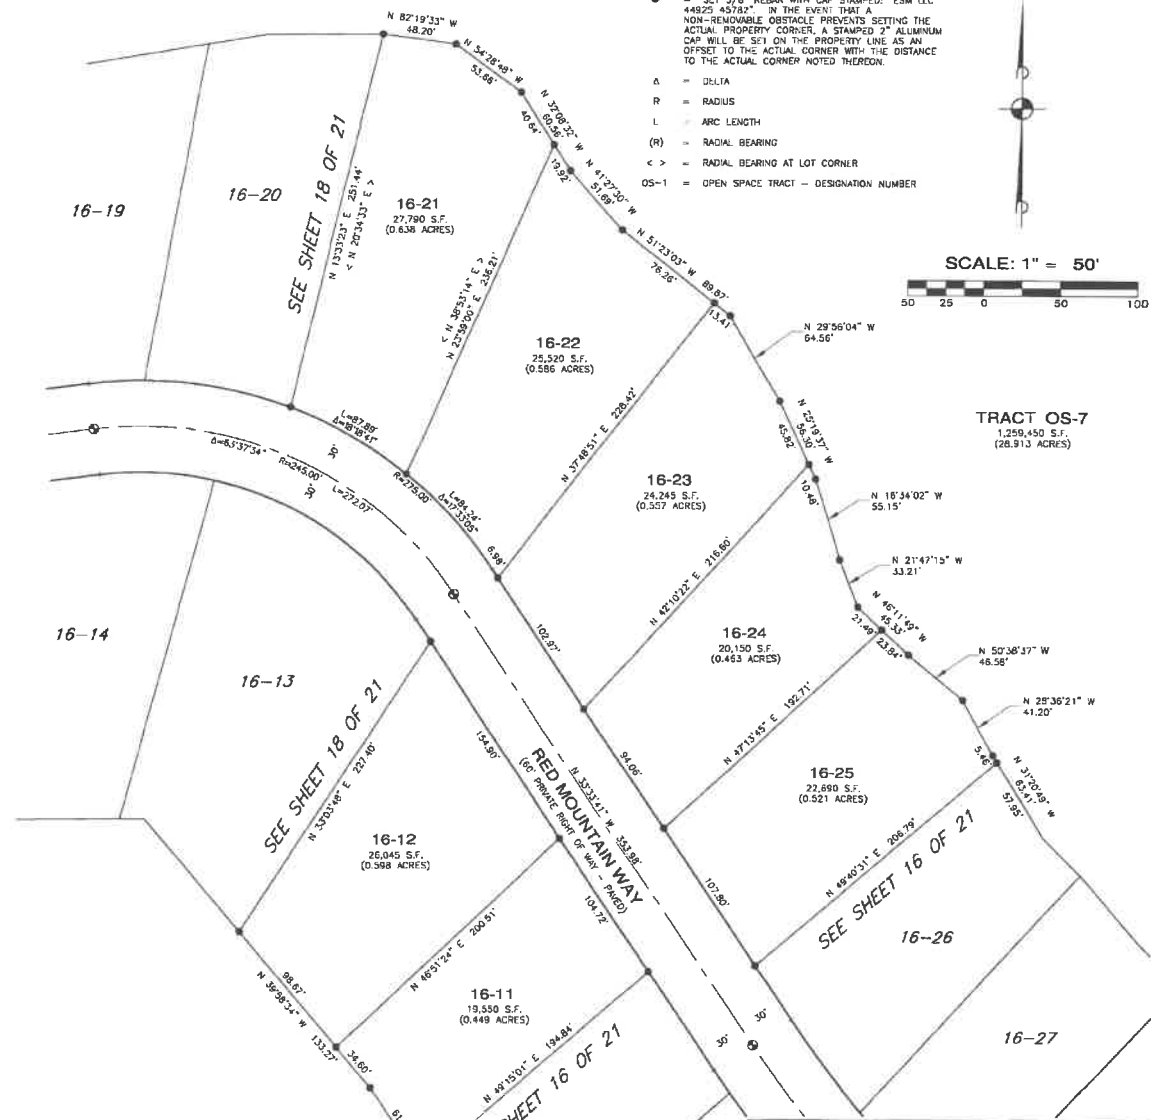 = SET 5/8" REBAR WITH CAP STAMPED: "ESM LLC
44925 45782". IN THE EVENT THAT A
NON-REMOVABLE OBSTACLE PREVENTS SETTING THE
ACTUAL PROPERTY CORNER, A STAMPED 2" ALUMINUM
CAP WILL BE SET ON THE PROPERTY LINE AS AN
OFFSET TO THE ACTUAL CORNER WITH THE DISTANCE
TO THE ACTUAL CORNER NOTED THEREON.
Δ = DELTA
R = RADIUS
L ARC LENGTH
(R) = RADIAL BEARING
< > = RADIAL BEARING AT LOT CORNER
OS-1 = OPEN SPACE TRACT - DESIGNATION NUMBER
SCALE: 1" = 50'
50 25 0 50 100
N 82°19'33" W
48.20'
N 54°28'48" W
53.68'
N 32°08'32" W
60.56'
40.64'
19.92'
N 41°27'30" W
51.69'
N 51°23'03" W
89.67'
76.26'
13.41'
N 29°56'04" W
64.56'
N 25°19'37" W
56.30'
45.82'
10.48'
N 16°34'02" W
55.15'
N 21°47'15" W
33.21'
N 46°11'49" W
45.33'
21.49'
23.84'
N 50°38'37" W
46.58'
N 28°36'21" W
41.20'
5.46'
N 31°20'49" W
63.41'
57.95'
TRACT OS-7
1,259,450 S.F.
(28.913 ACRES)
16-19
16-20
SEE SHEET 18 OF 21
N 13°33'23" E 251.44'
< N 20°34'33" E >
16-21
27,790 S.F.
(0.638 ACRES)
< N 38°53'14" E >
N 23°59'00" E 236.21'
16-22
25,520 S.F.
(0.586 ACRES)
N 37°48'51" E 228.42'
16-23
24,245 S.F.
(0.557 ACRES)
N 42°10'22" E 216.60'
16-24
20,150 S.F.
(0.463 ACRES)
N 47°13'45" E 192.71'
16-25
22,690 S.F.
(0.521 ACRES)
N 49°40'31" E 206.79'
SEE SHEET 16 OF 21
16-26
16-27
L=87.89'
Δ=18°18'41"
R=275.00'
L=84.24'
Δ=17°33'05"
6.98'
102.97'
94.06'
107.80'
Δ=63°37'34"
R=245.00'
L=272.07'
30'
30'
N 33°33'41" W 353.98'
RED MOUNTAIN WAY
(60' PRIVATE RIGHT OF WAY - PAVED)
30'
30'
16-14
16-13
SEE SHEET 18 OF 21
N 33°03'48" E 227.40'
154.90'
16-12
26,045 S.F.
(0.598 ACRES)
N 46°51'24" E 200.51'
104.72'
16-11
19,550 S.F.
(0.449 ACRES)
N 49°15'01" E 194.84'
SHEET 16 OF 21
98.67'
N 39°58'34" W 133.27'
34.60'